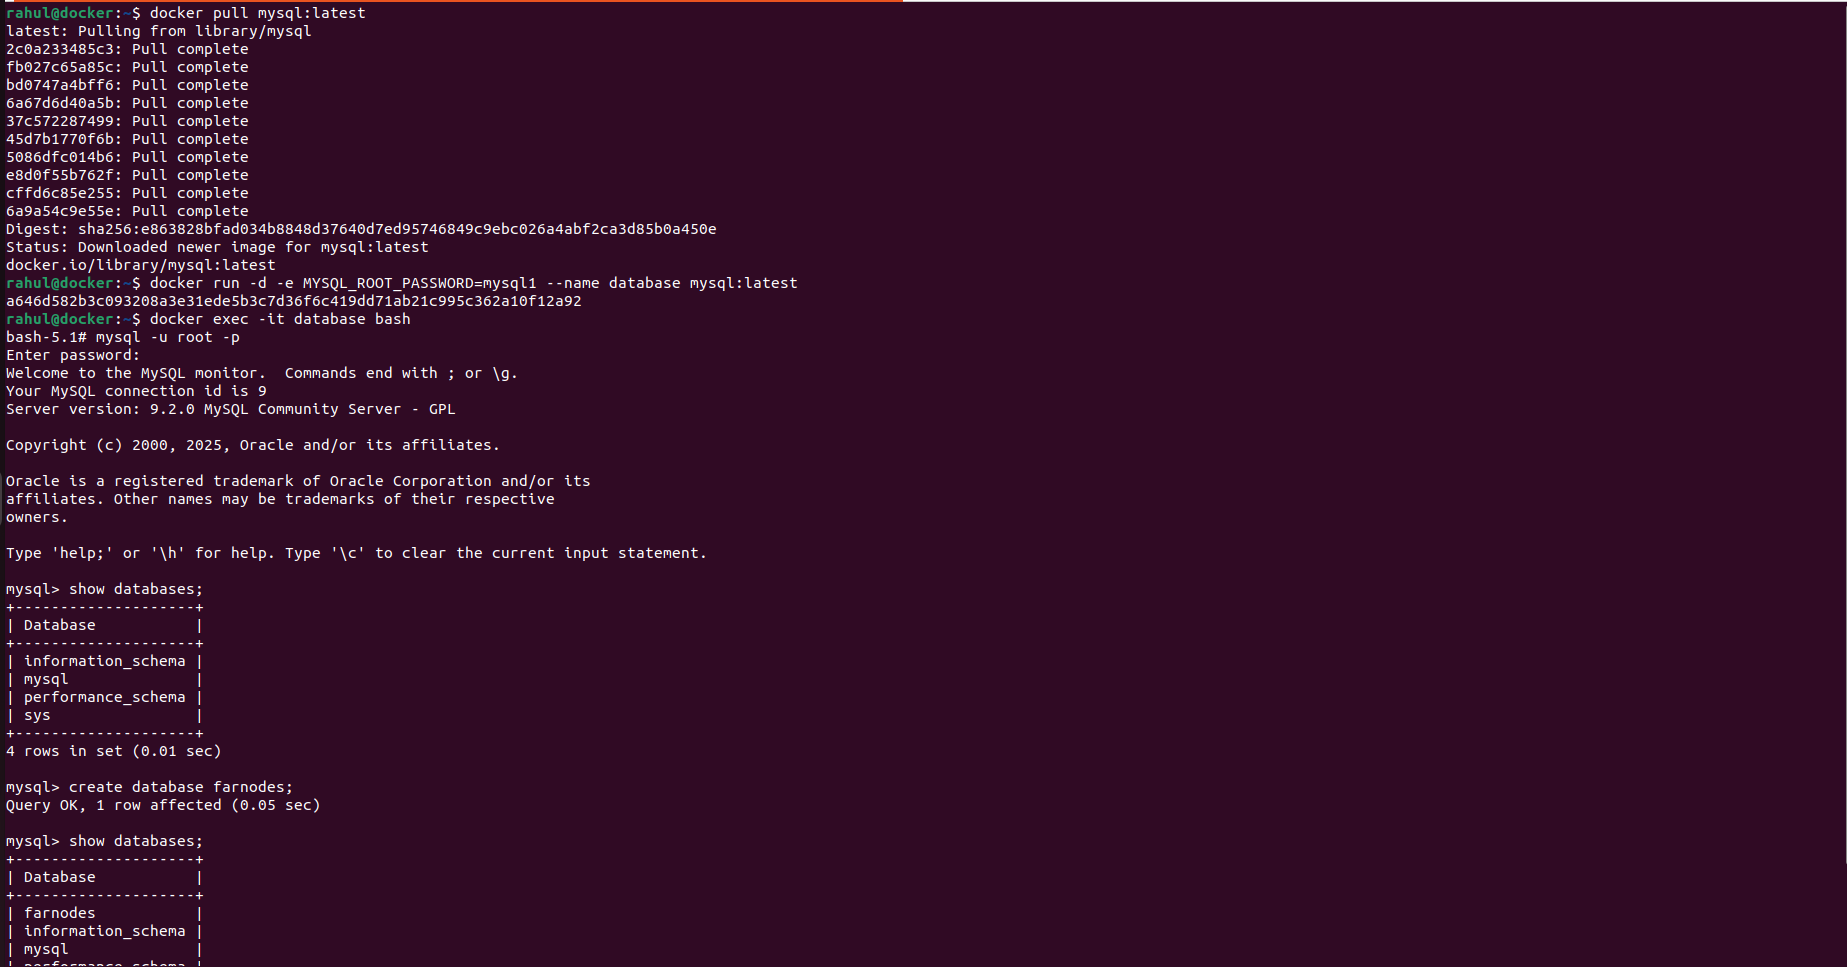 rahul@docker:~$ docker pull mysql:latest
latest: Pulling from library/mysql
2c0a233485c3: Pull complete
fb027c65a85c: Pull complete
bd0747a4bff6: Pull complete
6a67d6d40a5b: Pull complete
37c572287499: Pull complete
45d7b1770f6b: Pull complete
5086dfc014b6: Pull complete
e8d0f55b762f: Pull complete
cffd6c85e255: Pull complete
6a9a54c9e55e: Pull complete
Digest: sha256:e863828bfad034b8848d37640d7ed95746849c9ebc026a4abf2ca3d85b0a450e
Status: Downloaded newer image for mysql:latest
docker.io/library/mysql:latest
rahul@docker:~$ docker run -d -e MYSQL_ROOT_PASSWORD=mysql1 --name database mysql:latest
a646d582b3c093208a3e31ede5b3c7d36f6c419dd71ab21c995c362a10f12a92
rahul@docker:~$ docker exec -it database bash
bash-5.1# mysql -u root -p
Enter password:
Welcome to the MySQL monitor.  Commands end with ; or \g.
Your MySQL connection id is 9
Server version: 9.2.0 MySQL Community Server - GPL

Copyright (c) 2000, 2025, Oracle and/or its affiliates.

Oracle is a registered trademark of Oracle Corporation and/or its
affiliates. Other names may be trademarks of their respective
owners.

Type 'help;' or '\h' for help. Type '\c' to clear the current input statement.

mysql> show databases;
+--------------------+
| Database           |
+--------------------+
| information_schema |
| mysql              |
| performance_schema |
| sys                |
+--------------------+
4 rows in set (0.01 sec)

mysql> create database farnodes;
Query OK, 1 row affected (0.05 sec)

mysql> show databases;
+--------------------+
| Database           |
+--------------------+
| farnodes           |
| information_schema |
| mysql              |
| performance_schema |